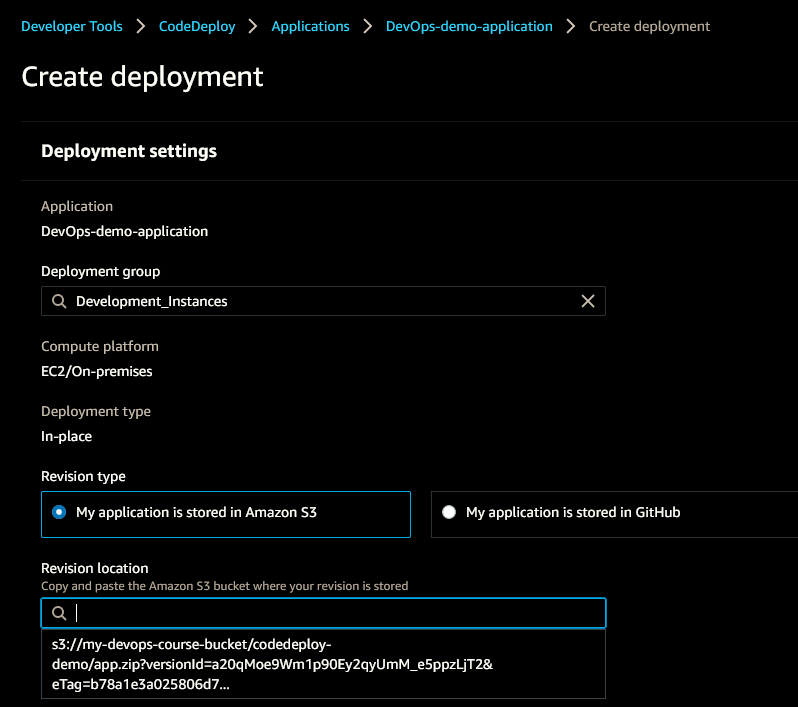 Developer Tools > CodeDeploy > Applications > DevOps-demo-application > Create deployment
Create deployment
Deployment settings
Application
DevOps-demo-application
Deployment group
Development_Instances
Compute platform
EC2/On-premises
Deployment type
In-place
Revision type
My application is stored in Amazon S3
My application is stored in GitHub
Revision location
Copy and paste the Amazon S3 bucket where your revision is stored
s3://my-devops-course-bucket/codedeploy-
demo/app.zip?versionId=a20qMoe9Wm1p90Ey2qyUmM_e5ppzLjT2&
eTag=b78a1e3a025806d7...